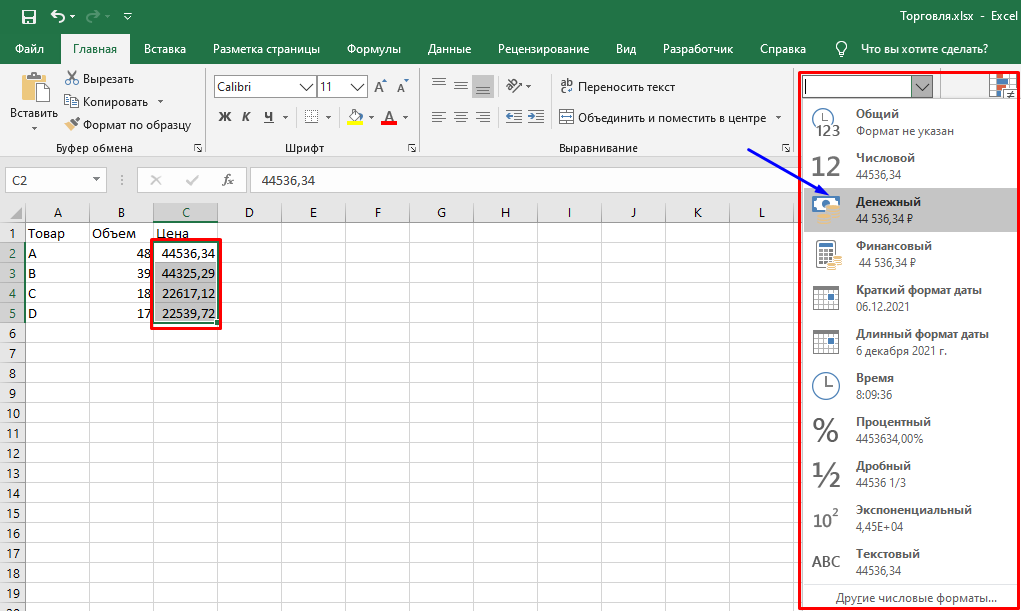 Торговля.xlsx - Excel
Файл Главная Вставка Разметка страницы Формулы Данные Рецензирование Вид Разработчик Справка Что вы хотите сделать?
Вставить
Вырезать
Копировать
Формат по образцу
Буфер обмена
Calibri 11 А А
Ж К Ч А
Шрифт
ab Переносить текст
Объединить и поместить в центре
Выравнивание
C2 fx 44536,34
A B C D E F G H I J K L
1 Товар Объем Цена
2 A 48 44536,34
3 B 39 44325,29
4 C 18 22617,12
5 D 17 22539,72
6
7
8
9
10
11
12
13
14
15
16
17
18
19
20
123 Общий
Формат не указан
12 Числовой
44536,34
Денежный
44 536,34 ₽
Финансовый
44 536,34 ₽
Краткий формат даты
06.12.2021
Длинный формат даты
6 декабря 2021 г.
Время
8:09:36
% Процентный
4453634,00%
½ Дробный
44536 1/3
10² Экспоненциальный
4,45E+04
ABC Текстовый
44536,34
Другие числовые форматы...